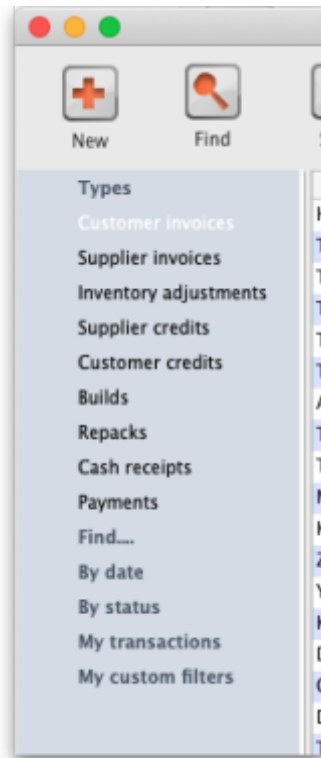 New Find
Types
Customer invoices
Supplier invoices
Inventory adjustments
Supplier credits
Customer credits
Builds
Repacks
Cash receipts
Payments
Find....
By date
By status
My transactions
My custom filters